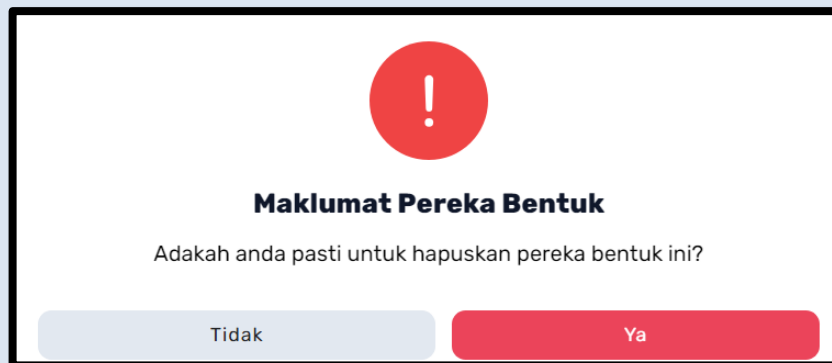 Maklumat Pereka Bentuk
Adakah anda pasti untuk hapuskan pereka bentuk ini?
Tidak
Ya